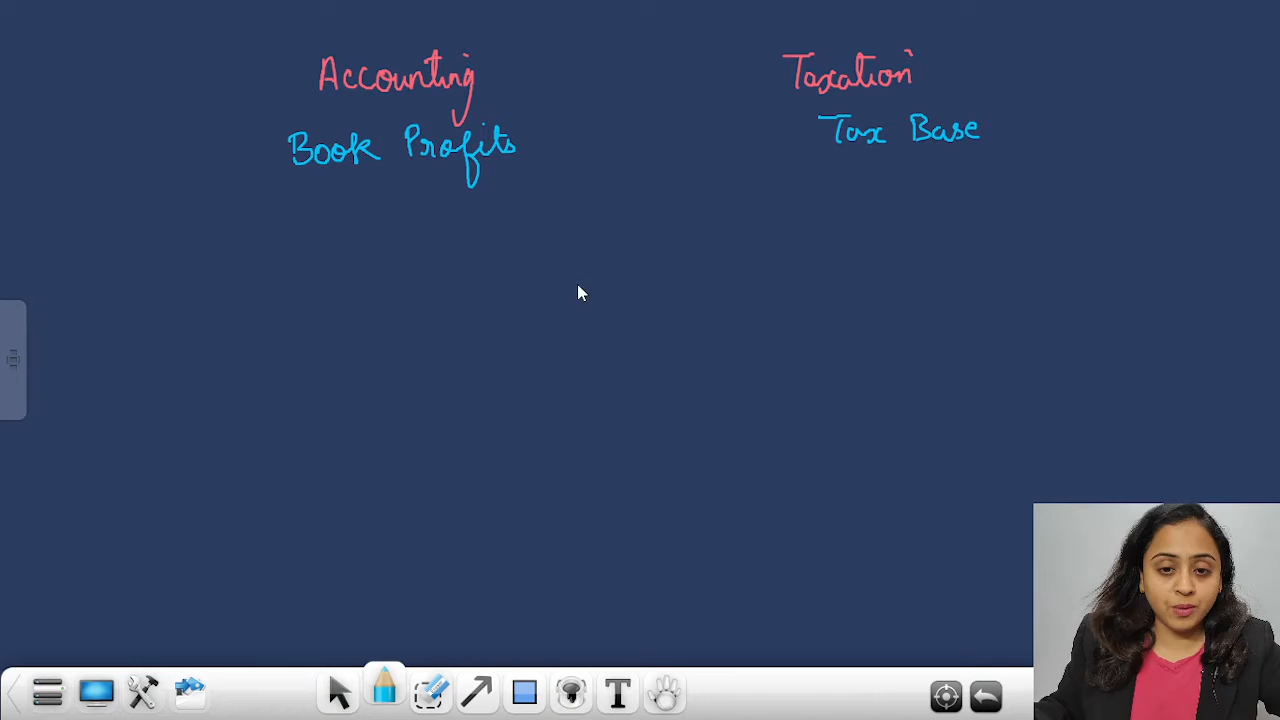 Accounting
Taxation
Book Profits
Tax Base
T